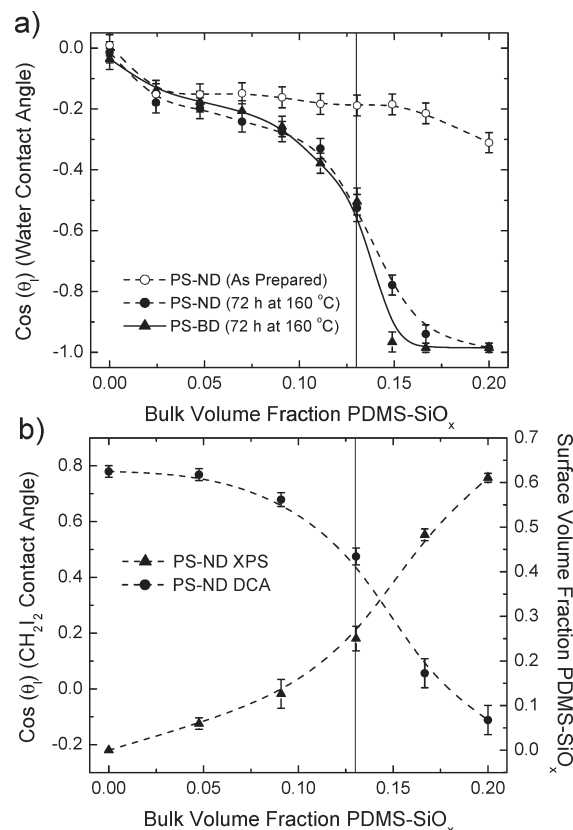 a)
0.0
-0.2
-0.4
-0.6
-0.8
-1.0
Cos (θl) (Water Contact Angle)
PS-ND (As Prepared)
PS-ND (72 h at 160 °C)
PS-BD (72 h at 160 °C)
0.00 0.05 0.10 0.15 0.20
Bulk Volume Fraction PDMS-SiOx
b)
0.8
0.6
0.4
0.2
0.0
-0.2
Cos (θl) (CH2I2 Contact Angle)
PS-ND XPS
PS-ND DCA
0.7
0.6
0.5
0.4
0.3
0.2
0.1
0.0
Surface Volume Fraction PDMS-SiOx
0.00 0.05 0.10 0.15 0.20
Bulk Volume Fraction PDMS-SiOx